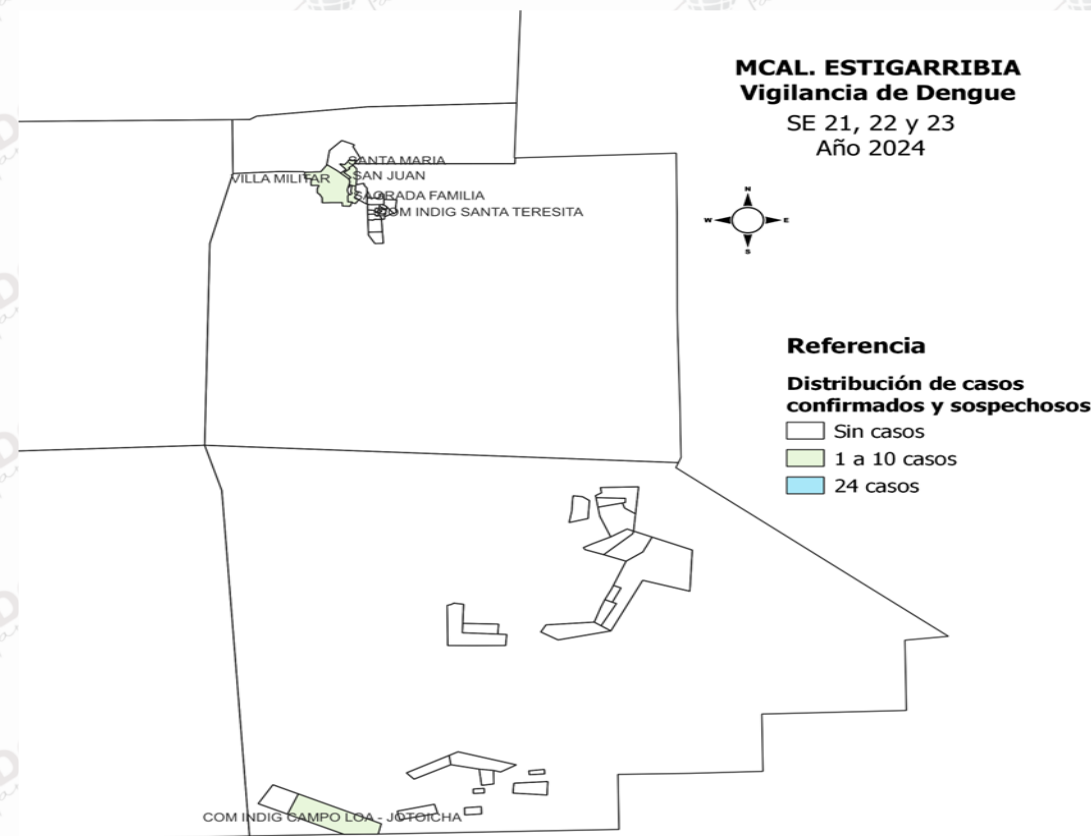 MCAL. ESTIGARRIBIA
Vigilancia de Dengue
SE 21, 22 y 23
Año 2024
SANTA MARIA
SAN JUAN
VILLA MILITAR
SAGRADA FAMILIA
COM INDIG SANTA TERESITA
N
W
E
S
Referencia
Distribución de casos
confirmados y sospechosos
Sin casos
1 a 10 casos
24 casos
COM INDIG CAMPO LOA - JOTOICHA